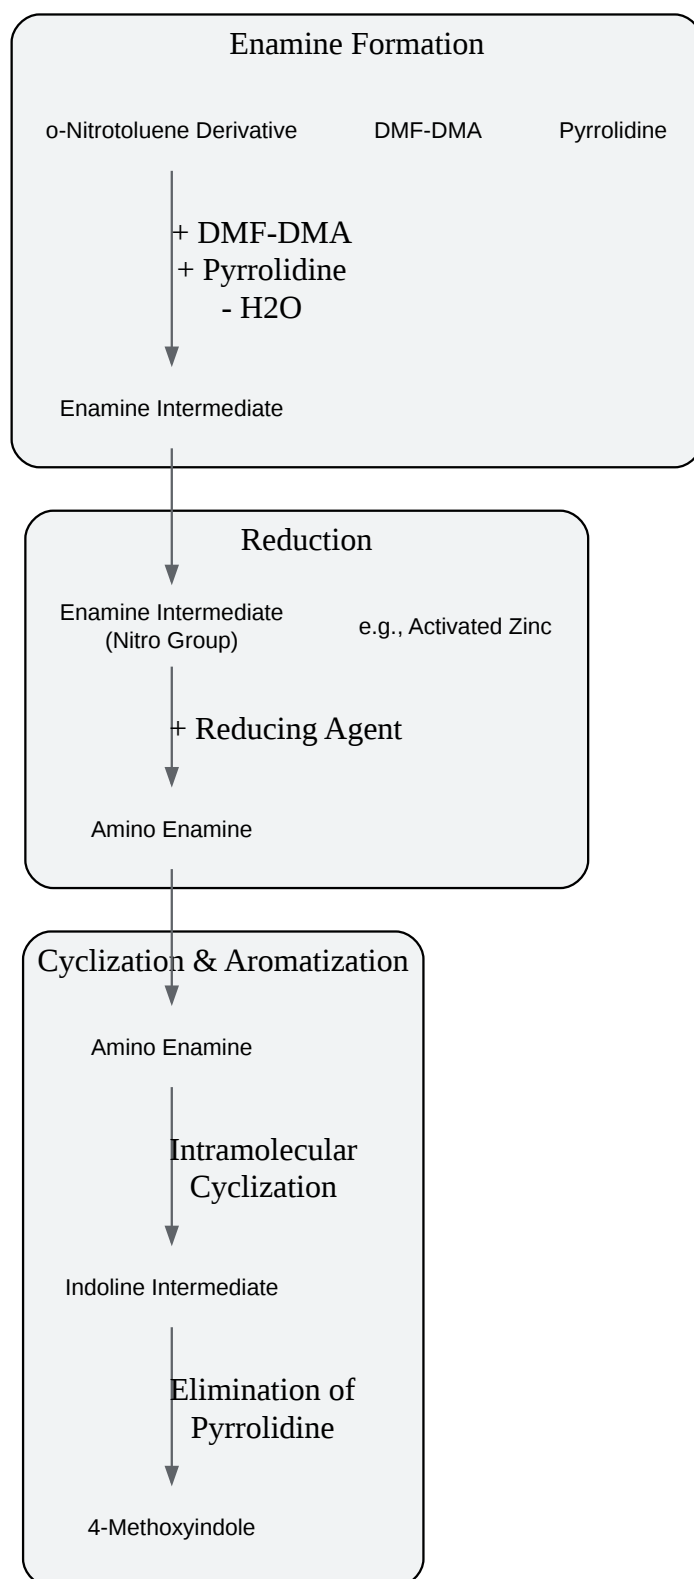 Enamine Formation
o-Nitrotoluene Derivative DMF-DMA Pyrrolidine
+ DMF-DMA
+ Pyrrolidine
- H2O
Enamine Intermediate
Reduction
Enamine Intermediate
(Nitro Group)
e.g., Activated Zinc
+ Reducing Agent
Amino Enamine
Cyclization & Aromatization
Amino Enamine
Intramolecular
Cyclization
Indoline Intermediate
Elimination of
Pyrrolidine
4-Methoxyindole